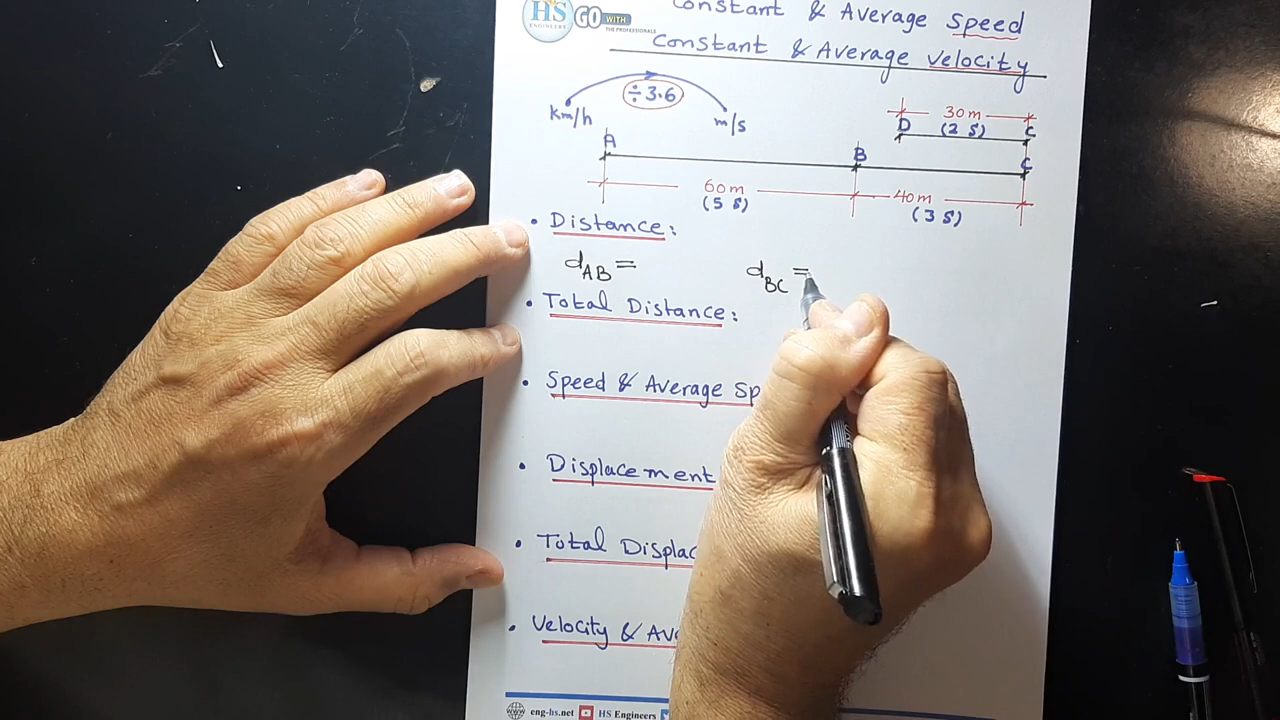 HS
ENGINEERS
GO WITH
THE PROFESSIONALS
Constant & Average Speed
Constant & Average velocity
÷3.6
km/h
m/s
30m
D (2 S) C
A B C
60m 40m
(5 S) (3 S)
• Distance:
dAB = dBC =
• Total Distance:
• Speed & Average Sp
• Displacement
• Total Displac
• Velocity & Av
eng-hs.net HS Engineers